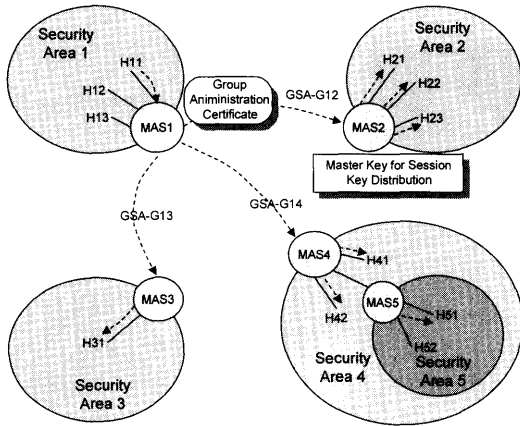 Security
Area 1
H11
H12
H13
MAS1
Group
Aniministration
Certificate
GSA-G12
Security
Area 2
H21
H22
H23
MAS2
Master Key for Session
Key Distribution
GSA-G13
GSA-G14
MAS3
H31
Security
Area 3
MAS4
H41
H42
MAS5
H51
H52
Security
Area 4
Security
Area 5